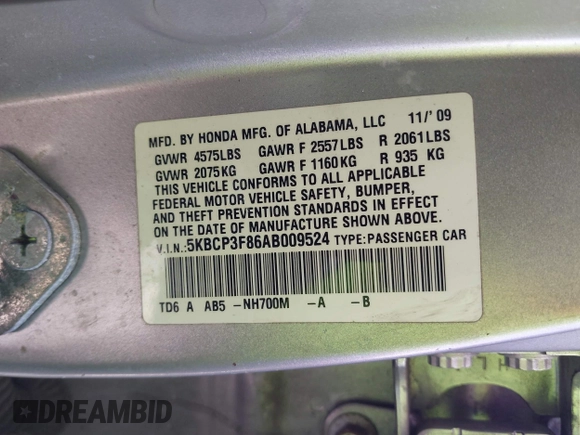 MFD. BY HONDA MFG. OF ALABAMA, LLC 11/'09
GVWR 4575LBS GAWR F 2557LBS R 2061LBS
GVWR 2075KG GAWR F 1160KG R 935 KG
THIS VEHICLE CONFORMS TO ALL APPLICABLE
FEDERAL MOTOR VEHICLE SAFETY, BUMPER,
AND THEFT PREVENTION STANDARDS IN EFFECT
ON THE DATE OF MANUFACTURE SHOWN ABOVE.
V.I.N.:5KBCP3F86AB009524 TYPE:PASSENGER CAR
TD6 A AB5 -NH700M -A -B
DREAMBID